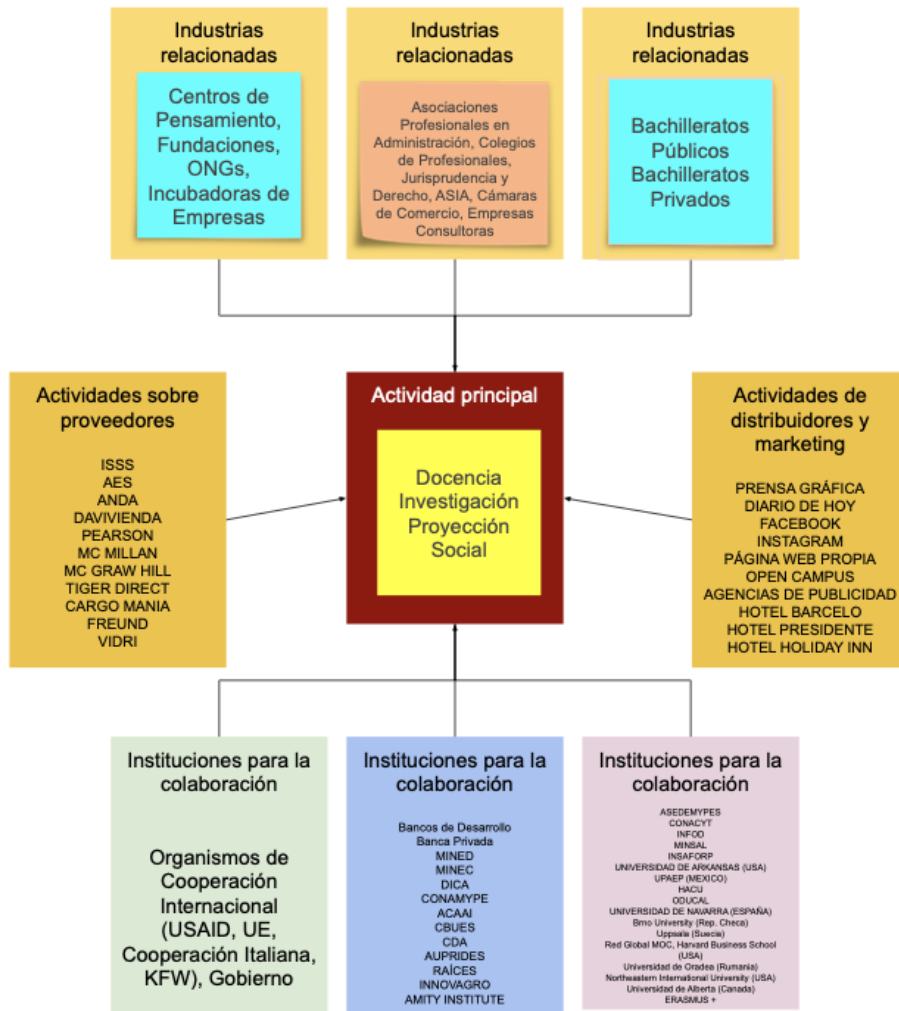 Industrias
relacionadas
Centros de
Pensamiento,
Fundaciones,
ONGs,
Incubadoras de
Empresas
Industrias
relacionadas
Asociaciones
Profesionales en
Administración, Colegios
de Profesionales,
Jurisprudencia y
Derecho, ASIA, Cámaras
de Comercio, Empresas
Consultoras
Industrias
relacionadas
Bachilleratos
Públicos
Bachilleratos
Privados
Actividades sobre
proveedores
ISSS
AES
ANDA
DAVIVIENDA
PEARSON
MC MILLAN
MC GRAW HILL
TIGER DIRECT
CARGO MANIA
FREUND
VIDRI
Actividad principal
Docencia
Investigación
Proyección
Social
Actividades de
distribuidores y
marketing
PRENSA GRÁFICA
DIARIO DE HOY
FACEBOOK
INSTAGRAM
PÁGINA WEB PROPIA
OPEN CAMPUS
AGENCIAS DE PUBLICIDAD
HOTEL BARCELO
HOTEL PRESIDENTE
HOTEL HOLIDAY INN
Instituciones para la
colaboración
Organismos de
Cooperación
Internacional
(USAID, UE,
Cooperación Italiana,
KFW), Gobierno
Instituciones para la
colaboración
Bancos de Desarrollo
Banca Privada
MINED
MINEC
DICA
CONAMYPE
ACAAI
CBUES
CDA
AUPRIDES
RAÍCES
INNOVAGRO
AMITY INSTITUTE
Instituciones para la
colaboración
ASEDEMYPES
CONACYT
INFOD
MINSAL
INSAFORP
UNIVERSIDAD DE ARKANSAS (USA)
UPAEP (MEXICO)
HACU
ODUCAL
UNIVERSIDAD DE NAVARRA (ESPAÑA)
Brno University (Rep. Checa)
Uppsala (Suecia)
Red Global MOC, Harvard Business School
(USA)
Universidad de Oradea (Rumania)
Northeastern International University (USA)
Universidad de Alberta (Canada)
ERASMUS +